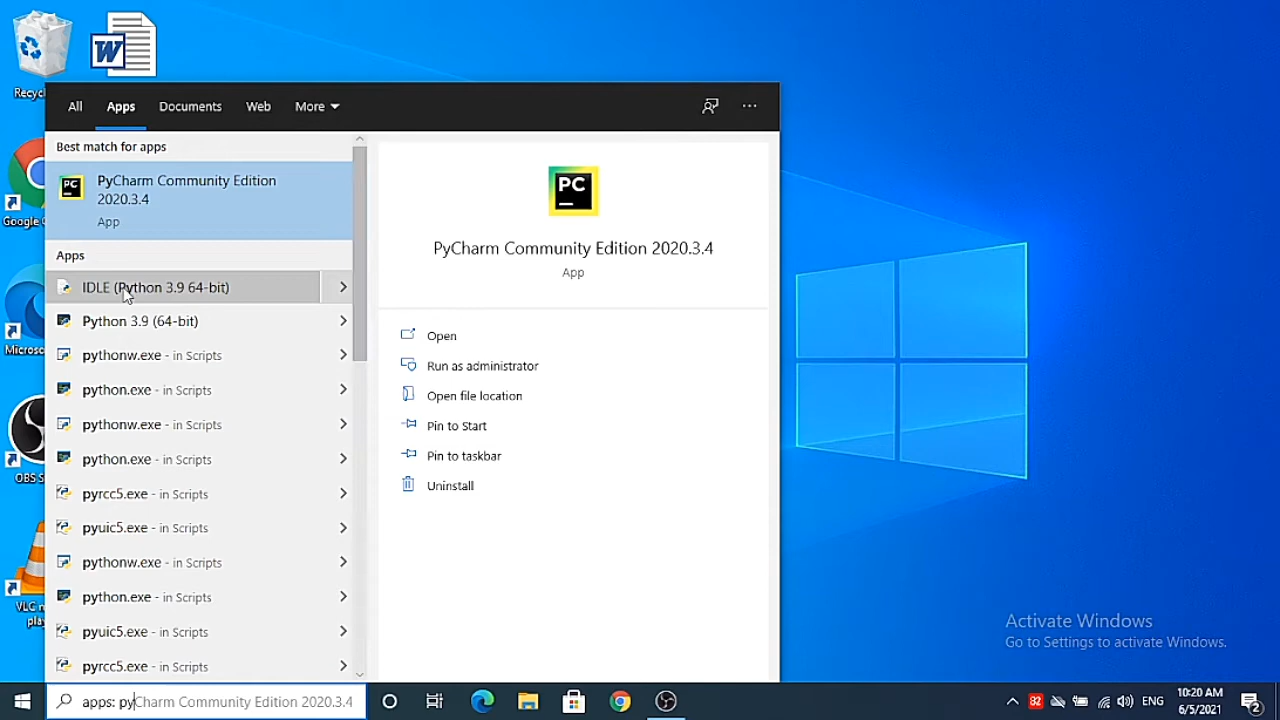 Recyc
Google C
Microso
OBS S
VLC m
play
All
Apps
Documents
Web
More
Best match for apps
PC
PyCharm Community Edition
2020.3.4
App
Apps
IDLE (Python 3.9 64-bit)
Python 3.9 (64-bit)
pythonw.exe - in Scripts
python.exe - in Scripts
pythonw.exe - in Scripts
python.exe - in Scripts
pyrcc5.exe - in Scripts
pyuic5.exe - in Scripts
pythonw.exe - in Scripts
python.exe - in Scripts
pyuic5.exe - in Scripts
pyrcc5.exe - in Scripts
PC
PyCharm Community Edition 2020.3.4
App
Open
Run as administrator
Open file location
Pin to Start
Pin to taskbar
Uninstall
Activate Windows
Go to Settings to activate Windows.
apps: pyCharm Community Edition 2020.3.4
82
ENG
10:20 AM
6/5/2021
2